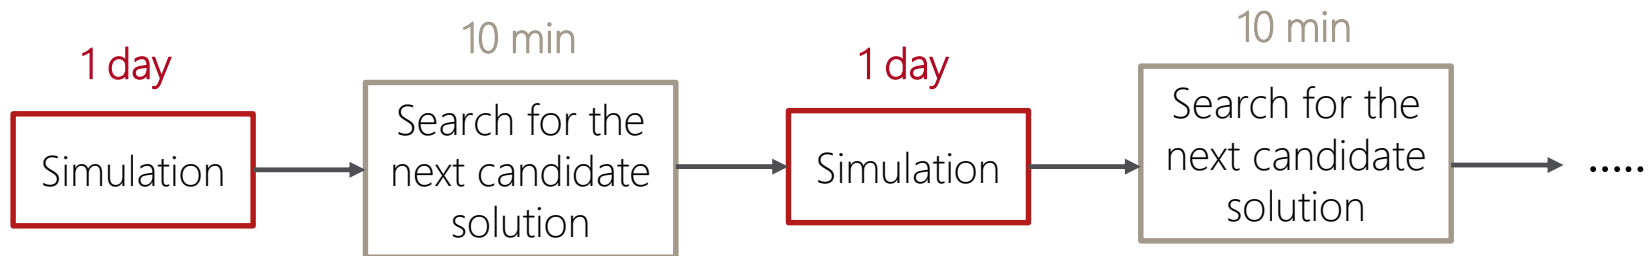 1 day
Simulation
10 min
Search for the
next candidate
solution
1 day
Simulation
10 min
Search for the
next candidate
solution
.....